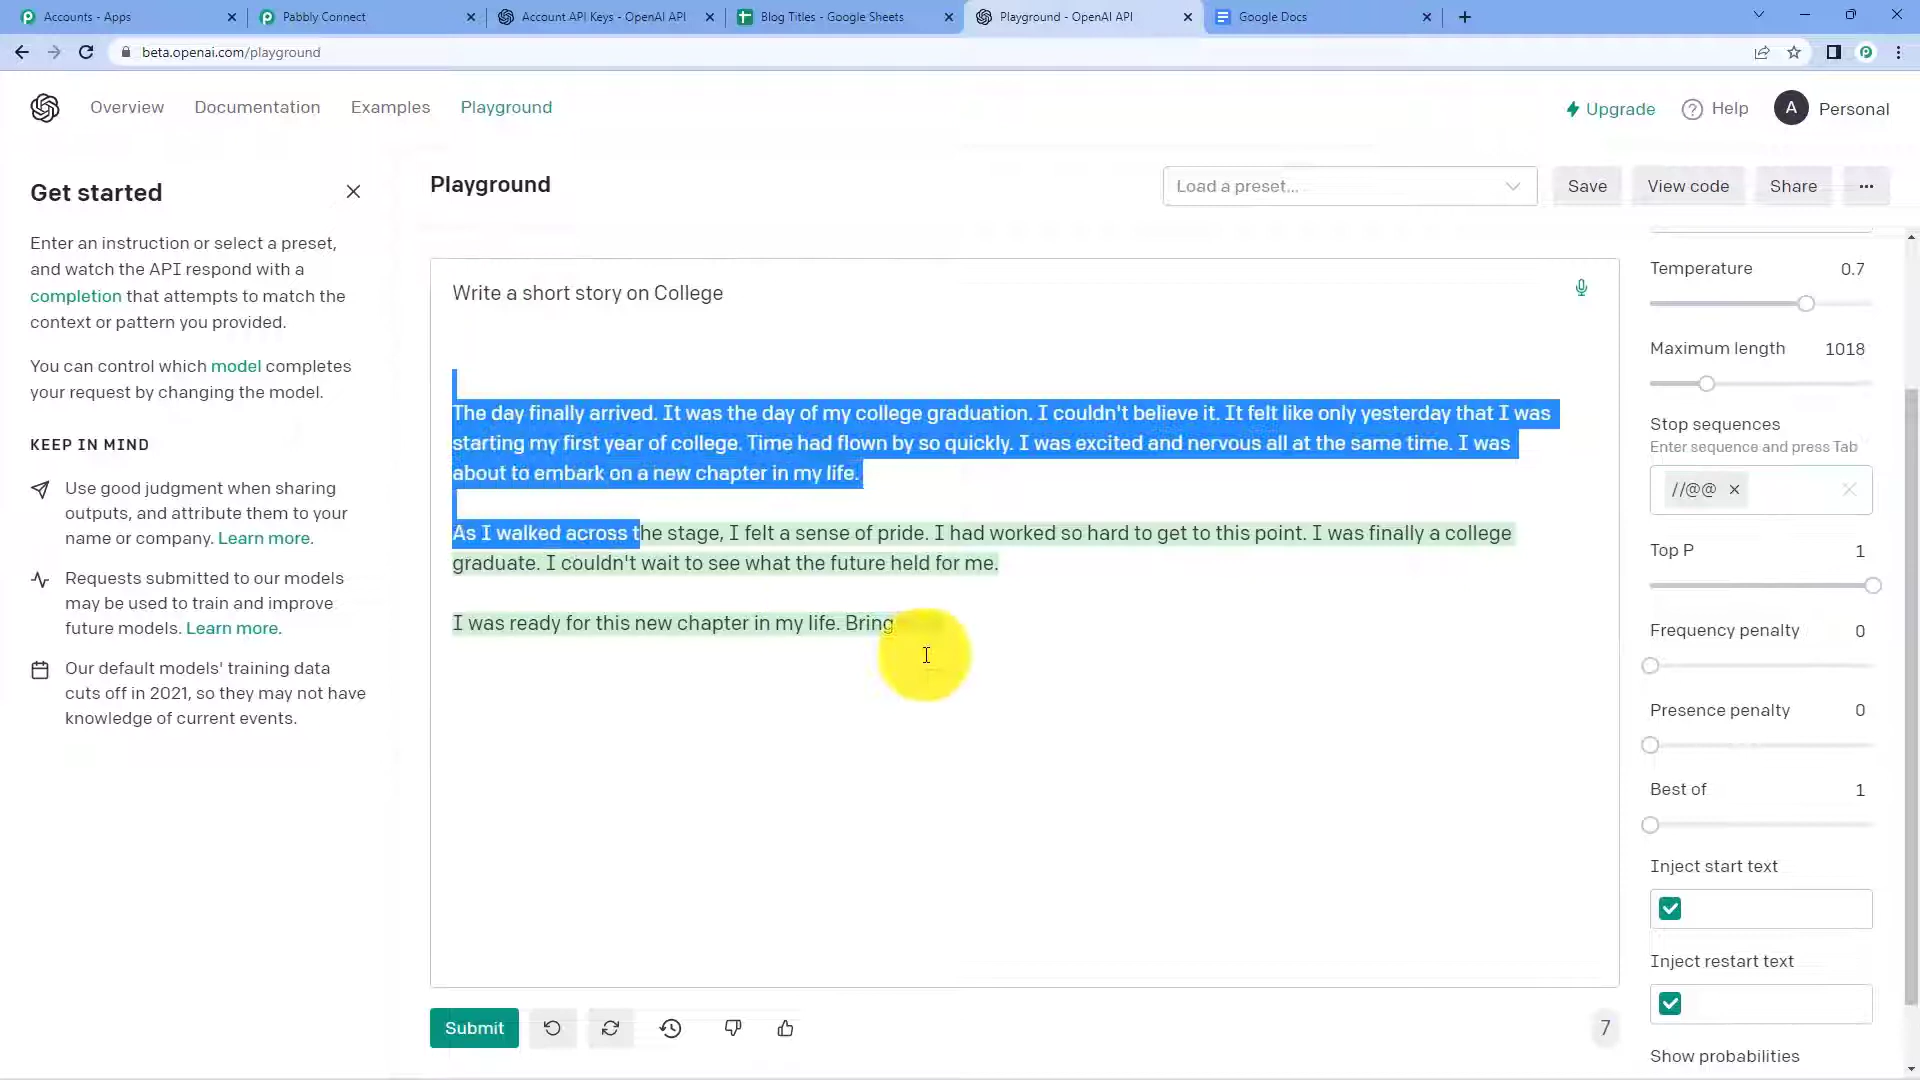 Accounts - Apps
Pabbly Connect
Account API Keys - OpenAI API
Blog Titles - Google Sheets
Playground - OpenAI API
Google Docs
beta.openai.com/playground
Overview
Documentation
Examples
Playground
Upgrade
Help
A
Personal
Get started
Enter an instruction or select a preset,
and watch the API respond with a
completion that attempts to match the
context or pattern you provided.
You can control which model completes
your request by changing the model.
KEEP IN MIND
Use good judgment when sharing
outputs, and attribute them to your
name or company. Learn more.
Requests submitted to our models
may be used to train and improve
future models. Learn more.
Our default models' training data
cuts off in 2021, so they may not have
knowledge of current events.
Playground
Load a preset...
Save
View code
Share
Write a short story on College
The day finally arrived. It was the day of my college graduation. I couldn't believe it. It felt like only yesterday that I was
starting my first year of college. Time had flown by so quickly. I was excited and nervous all at the same time. I was
about to embark on a new chapter in my life.
As I walked across the stage, I felt a sense of pride. I had worked so hard to get to this point. I was finally a college
graduate. I couldn't wait to see what the future held for me.
I was ready for this new chapter in my life. Bring
Submit
7
Temperature 0.7
Maximum length 1018
Stop sequences
Enter sequence and press Tab
//@@
Top P 1
Frequency penalty 0
Presence penalty 0
Best of 1
Inject start text
Inject restart text
Show probabilities